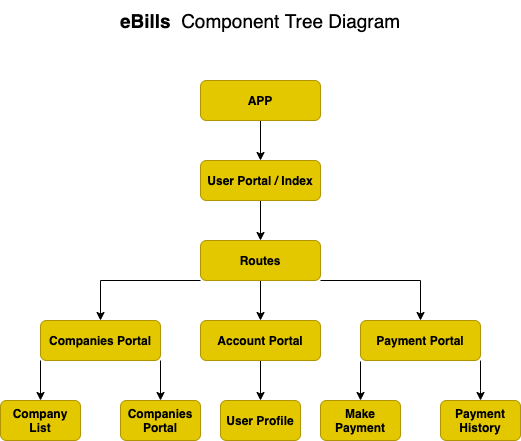 eBills Component Tree Diagram
APP
User Portal / Index
Routes
Companies Portal
Account Portal
Payment Portal
Company
List
Companies
Portal
User Profile
Make
Payment
Payment
History